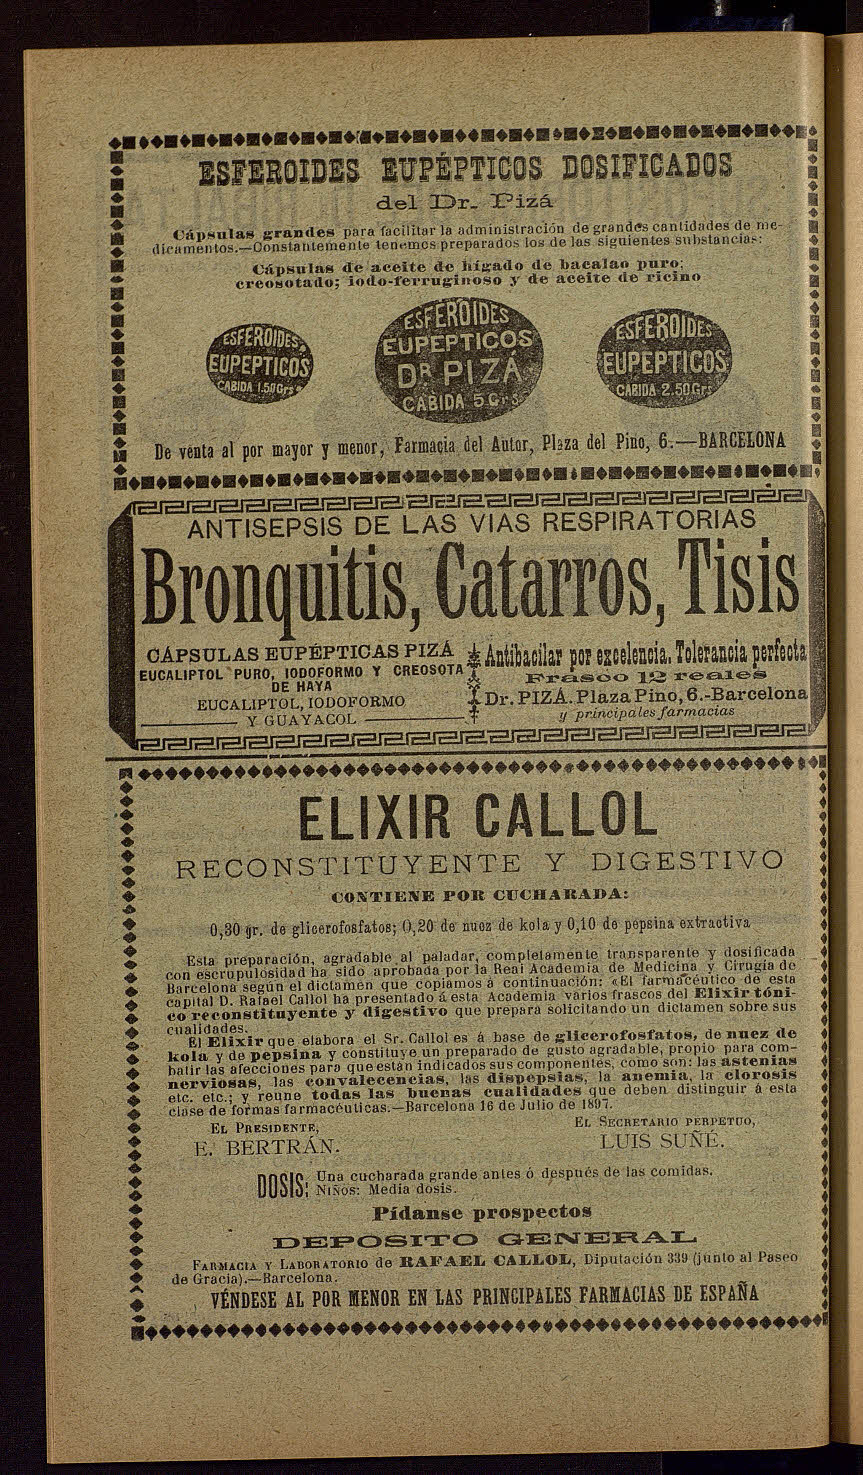 ESFEROIDES EUPÉPTICOS DOSIFICADOS
del Dr. Pizá
Cápsulas grandes para facilitar la administración de grandes cantidades de me-
dicamentos.—Constantemente tenemos preparados los de las siguientes substancias:
Cápsulas de aceite de hígado de bacalao puro;
creosotado; iodo-ferruginoso y de aceite de ricino
ESFEROIDES
EUPEPTICOS
CABIDA 1.50 Grs
ESFEROIDES
EUPEPTICOS
DR PIZÁ
CABIDA 5 Grs
ESFEROIDES
EUPEPTICOS
CABIDA 2.50 Grs
De venta al por mayor y menor, Farmacia del Autor, Plaza del Pino, 6.—BARCELONA
ANTISEPSIS DE LAS VIAS RESPIRATORIAS
Bronquitis, Catarros, Tisis
CÁPSULAS EUPÉPTICAS PIZÁ
EUCALIPTOL PURO, IODOFORMO Y CREOSOTA
DE HAYA
EUCALIPTOL, IODOFORMO
Y GUAYACOL
Antibacilar por excelencia. Tolerancia perfecta
Frasco 12 reales
Dr. PIZÁ. Plaza Pino, 6.-Barcelona
y principales farmacias
ELIXIR CALLOL
RECONSTITUYENTE Y DIGESTIVO
CONTIENE POR CUCHARADA:
0,30 gr. de glicerofosfatos; 0,20 de nuez de kola y 0,10 de pepsina extractiva
Esta preparación, agradable al paladar, completamente transparente y dosificada
con escrupulosidad ha sido aprobada por la Real Academia de Medicina y Cirugía de
Barcelona según el dictamen que copiamos á continuación: «El farmacéutico de esta
capital D. Rafael Callol ha presentado á esta Academia varios frascos del Elixir tóni-
co reconstituyente y digestivo que prepara solicitando un dictamen sobre sus
cualidades.
El Elixir que elabora el Sr. Callol es á base de glicerofosfatos, de nuez de
kola y de pepsina y constituye un preparado de gusto agradable, propio para com-
batir las afecciones para que están indicados sus componentes, como son: las astenias
nerviosas, las convalecencias, las dispepsias, la anemia, la clorosis
etc. etc.; y reune todas las buenas cualidades que deben distinguir á esta
clase de formas farmacéuticas.—Barcelona 16 de Julio de 1897.
EL PRESIDENTE,
E. BERTRÁN.
EL SECRETARIO PERPETUO,
LUIS SUÑÉ.
DOSIS: Una cucharada grande antes ó después de las comidas.
NIÑOS: Media dosis.
Pídanse prospectos
DEPOSITO GENERAL
FARMACIA Y LABORATORIO de RAFAEL CALLOL, Diputación 339 (junto al Paseo
de Gracia).—Barcelona.
VÉNDESE AL POR MENOR EN LAS PRINCIPALES FARMACIAS DE ESPAÑA